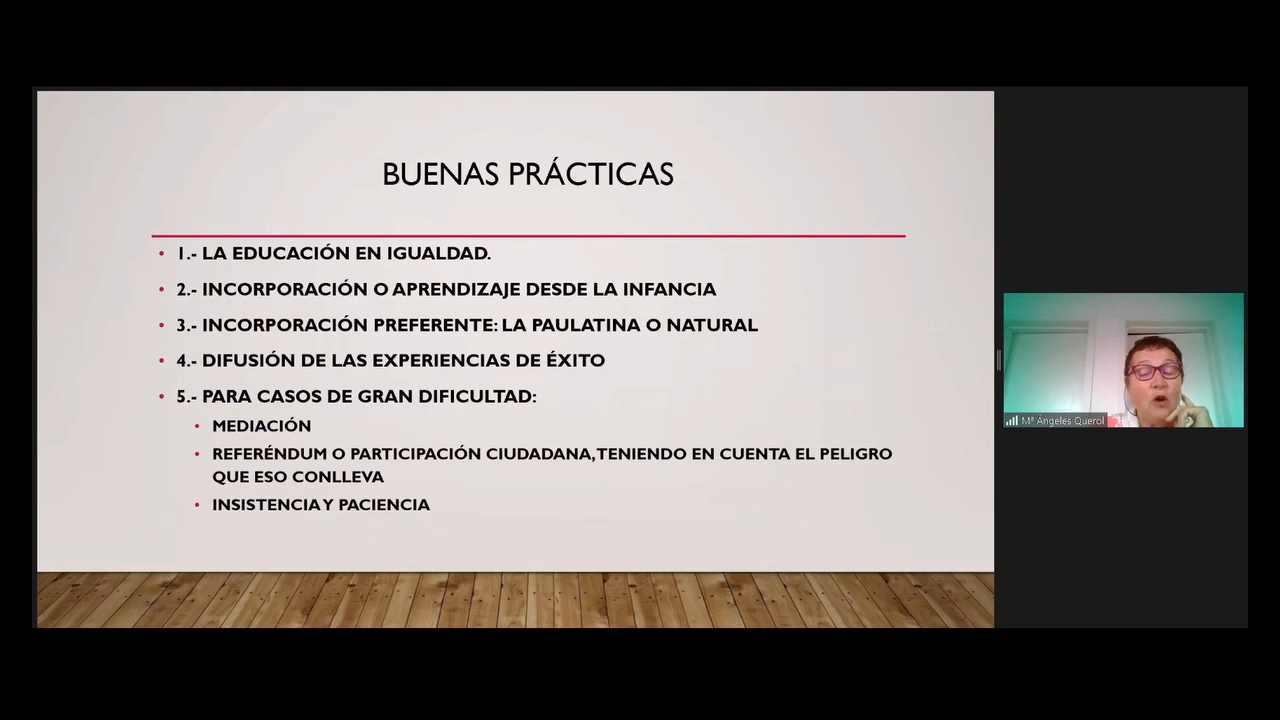 BUENAS PRÁCTICAS
• 1.- LA EDUCACIÓN EN IGUALDAD.
• 2.- INCORPORACIÓN O APRENDIZAJE DESDE LA INFANCIA
• 3.- INCORPORACIÓN PREFERENTE: LA PAULATINA O NATURAL
• 4.- DIFUSIÓN DE LAS EXPERIENCIAS DE ÉXITO
• 5.- PARA CASOS DE GRAN DIFICULTAD:
• MEDIACIÓN
• REFERÉNDUM O PARTICIPACIÓN CIUDADANA, TENIENDO EN CUENTA EL PELIGRO
QUE ESO CONLLEVA
• INSISTENCIA Y PACIENCIA
Mª Ángeles Querol